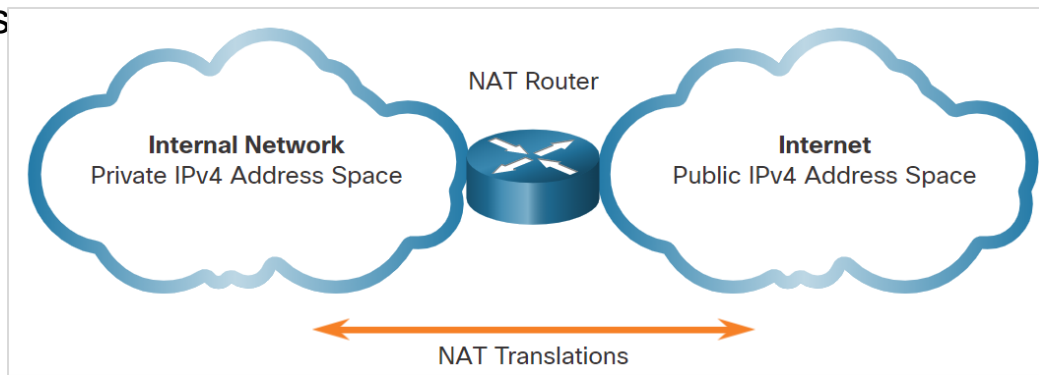 s
NAT Router
Internal Network
Private IPv4 Address Space
Internet
Public IPv4 Address Space
NAT Translations